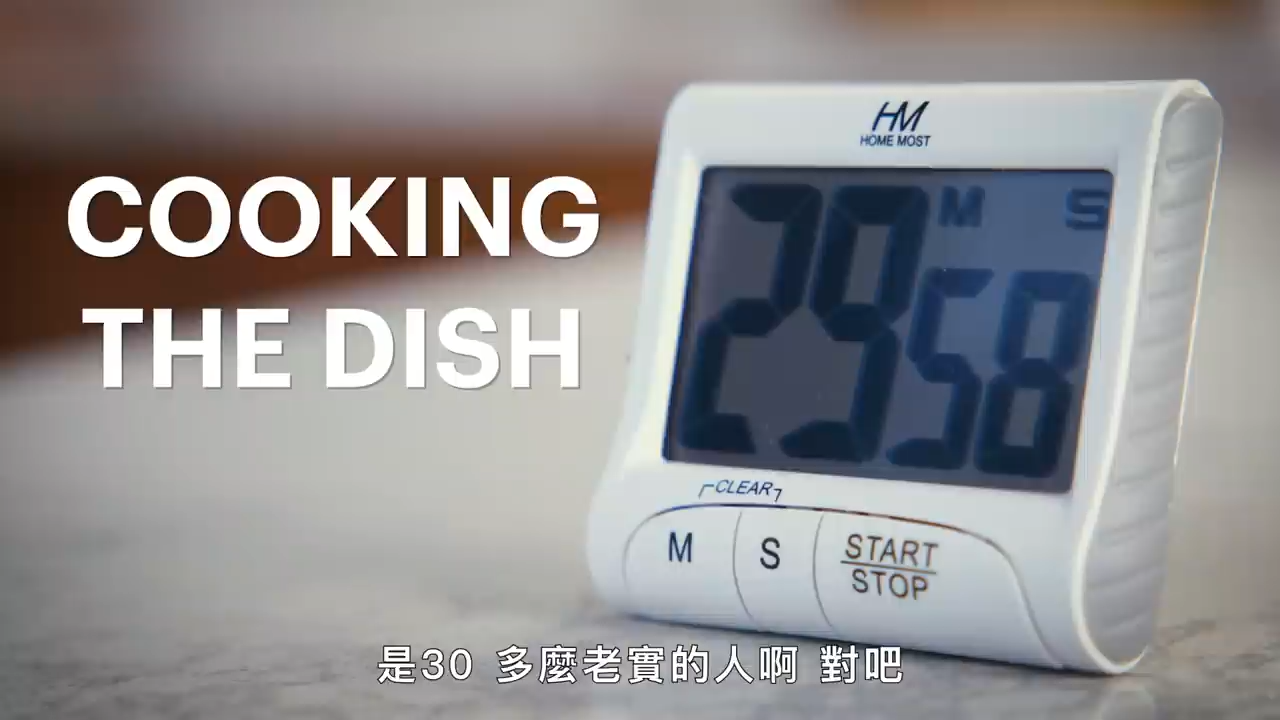 COOKING
THE DISH
HM
HOME MOST
M S
29 58
CLEAR
M S START
STOP
是30 多麼老實的人啊 對吧